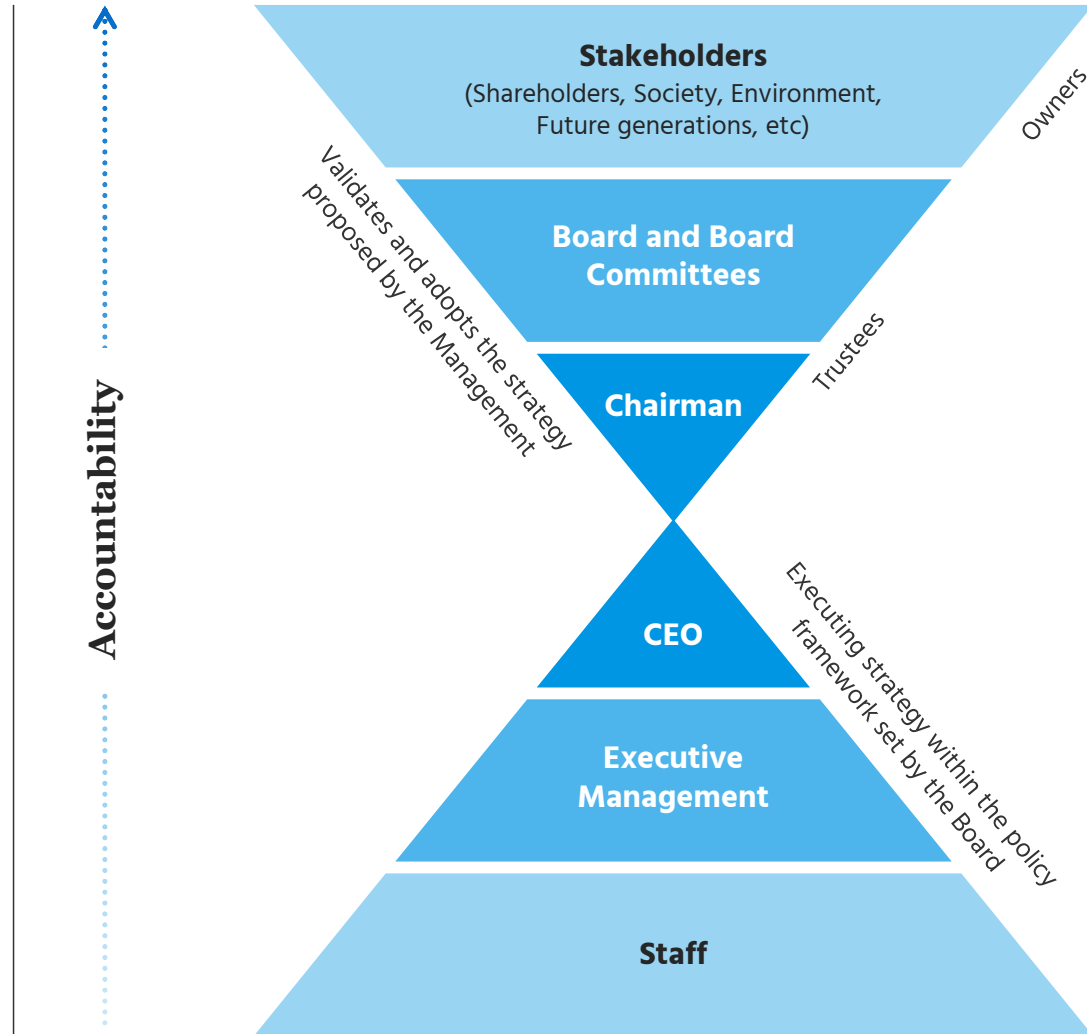 Stakeholders
(Shareholders, Society, Environment,
Future generations, etc)
Owners
Validates and adopts the strategy
proposed by the Management
Board and Board
Committees
Trustees
Chairman
Accountability
CEO
Executing strategy within the policy
framework set by the Board
Executive
Management
Staff